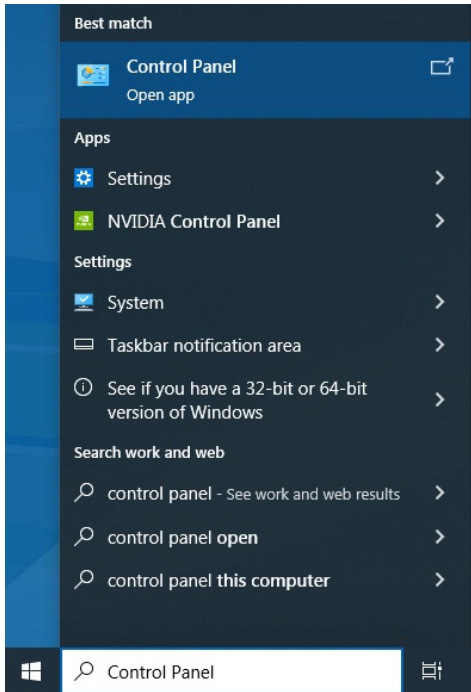 Best match
Control Panel
Open app
Apps
Settings
NVIDIA Control Panel
Settings
System
Taskbar notification area
See if you have a 32-bit or 64-bit
version of Windows
Search work and web
control panel - See work and web results
control panel open
control panel this computer
Control Panel